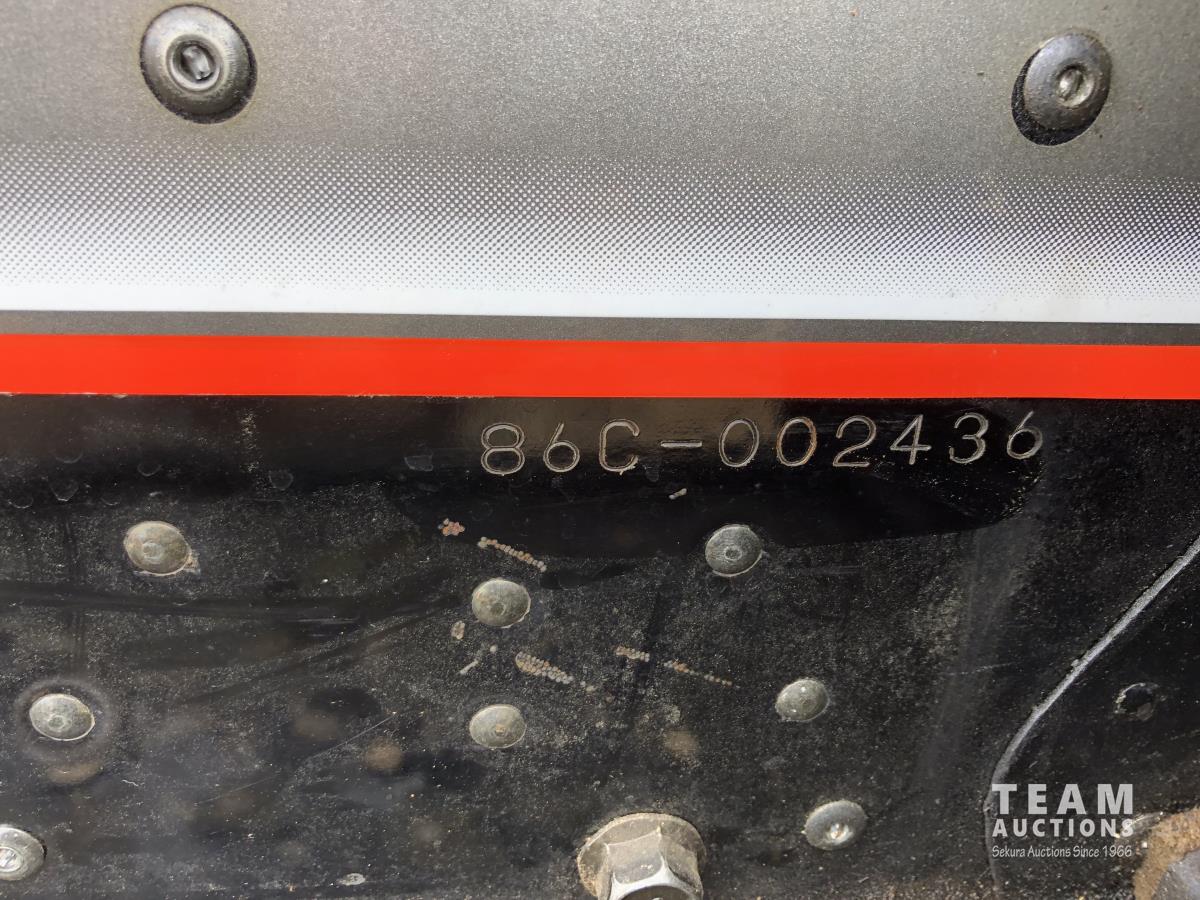 86C-002436
TEAM
AUCTIONS
Sekura Auctions Since 1966